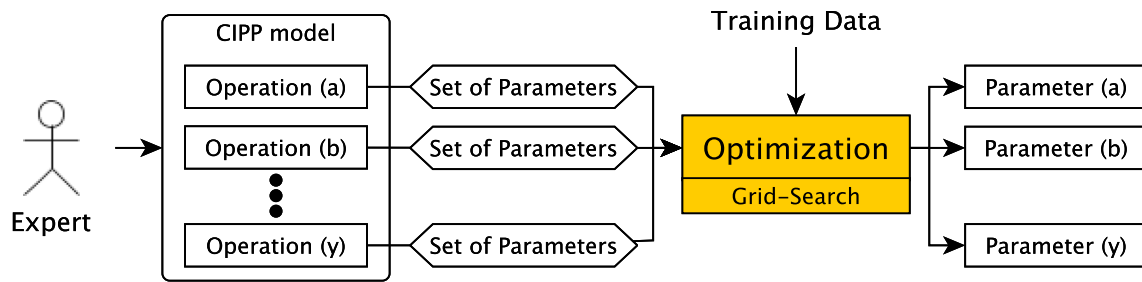 CIPP model
Training Data
Operation (a)
Set of Parameters
Parameter (a)
Operation (b)
Set of Parameters
Optimization
Parameter (b)
Grid-Search
Expert
Operation (y)
Set of Parameters
Parameter (y)